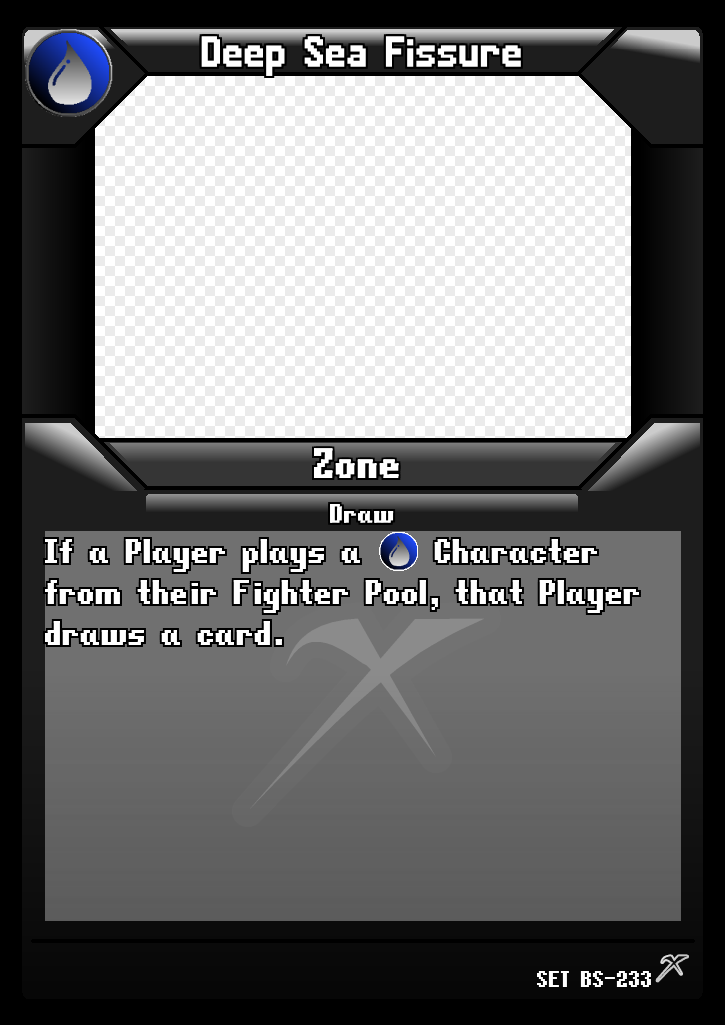 Deep Sea Fissure
Zone
Draw
If a Player plays a Character
from their Fighter Pool, that Player
draws a card.
SET BS-233